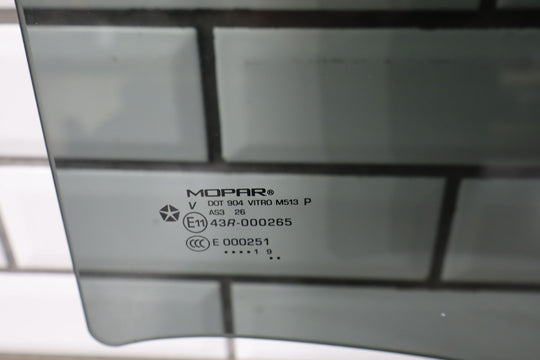 MOPAR®
V DOT 904 VITRO M513 P
AS3 26
E11 43R-000265
CCC E 000251
••••1 9
••